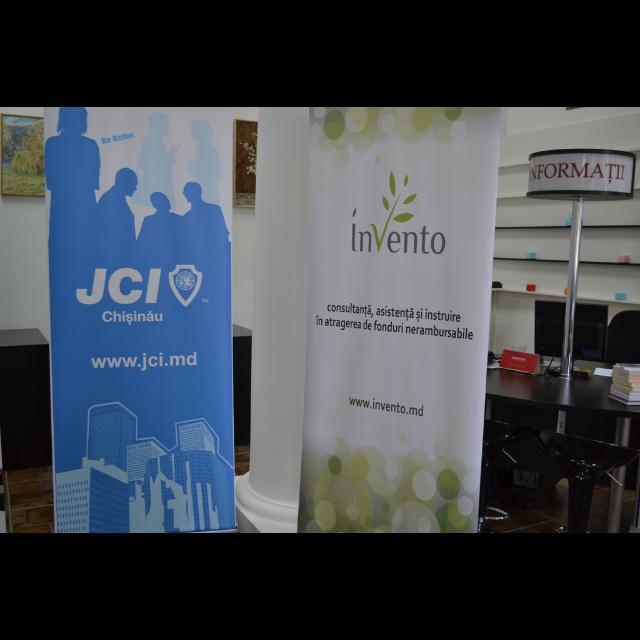 Be Better.
JCI
TM
Chișinău
www.jci.md
invento
consultanță, asistență și instruire
în atragerea de fonduri nerambursabile
www.invento.md
INFORMAȚII